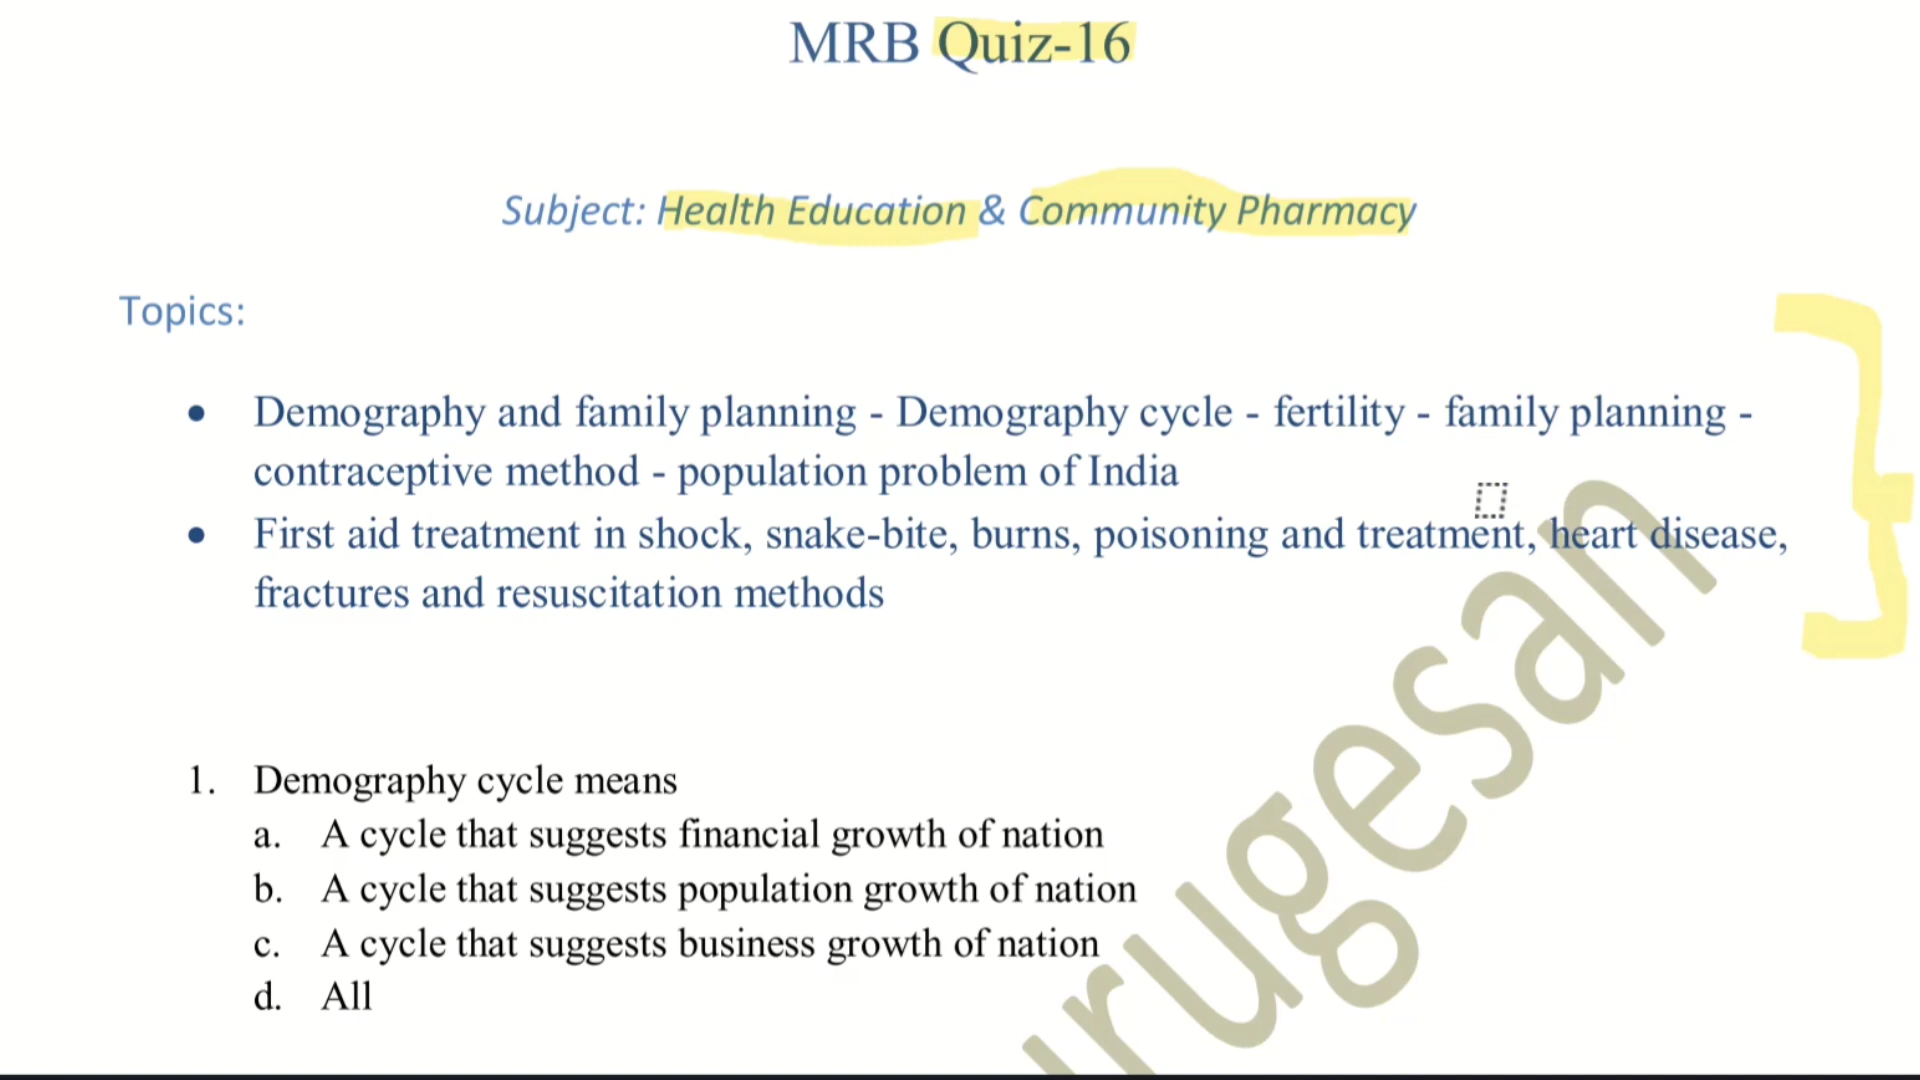 MRB Quiz-16
Subject: Health Education & Community Pharmacy
Topics:
• Demography and family planning - Demography cycle - fertility - family planning -
contraceptive method - population problem of India
• First aid treatment in shock, snake-bite, burns, poisoning and treatment, heart disease,
fractures and resuscitation methods
1. Demography cycle means
a. A cycle that suggests financial growth of nation
b. A cycle that suggests population growth of nation
c. A cycle that suggests business growth of nation
d. All
rugesan